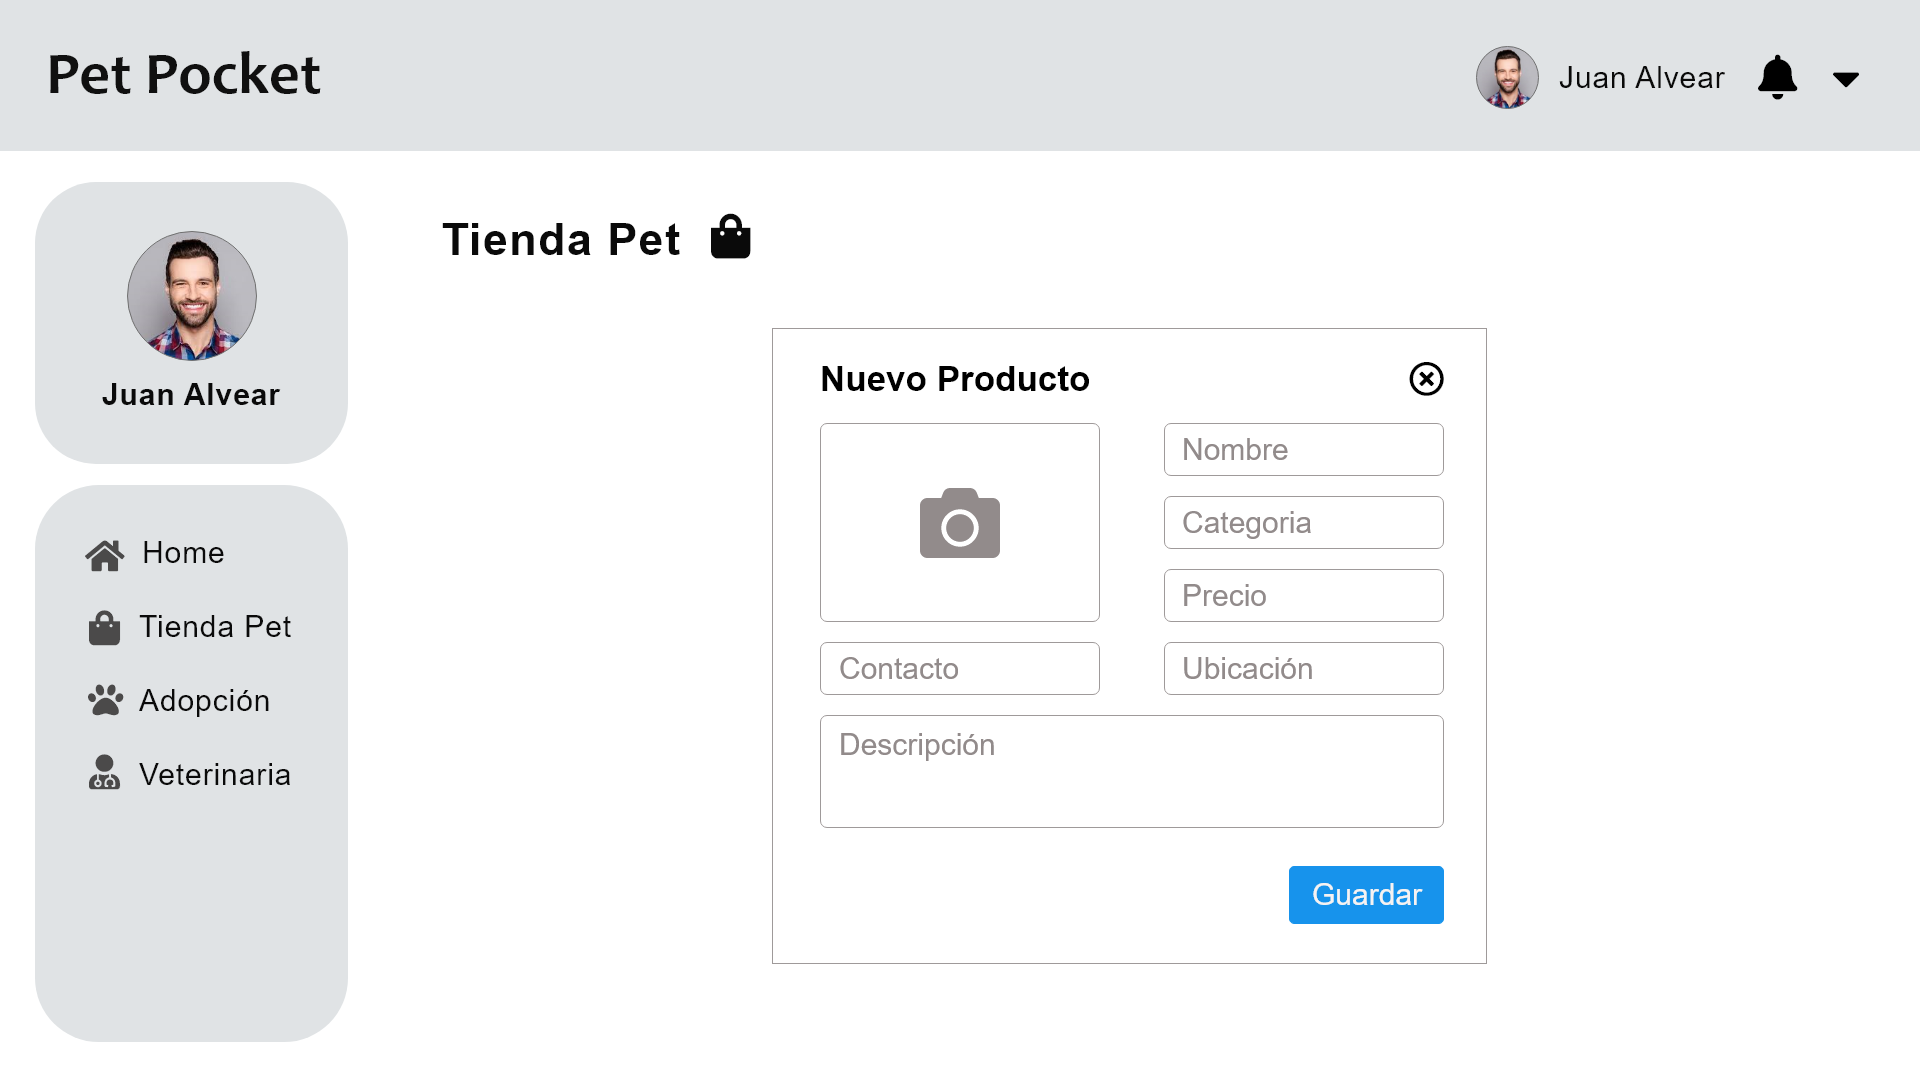 Pet Pocket
Juan Alvear
Juan Alvear
Home
Tienda Pet
Adopción
Veterinaria
Tienda Pet
Nuevo Producto
Nombre
Categoria
Precio
Contacto
Ubicación
Descripción
Guardar